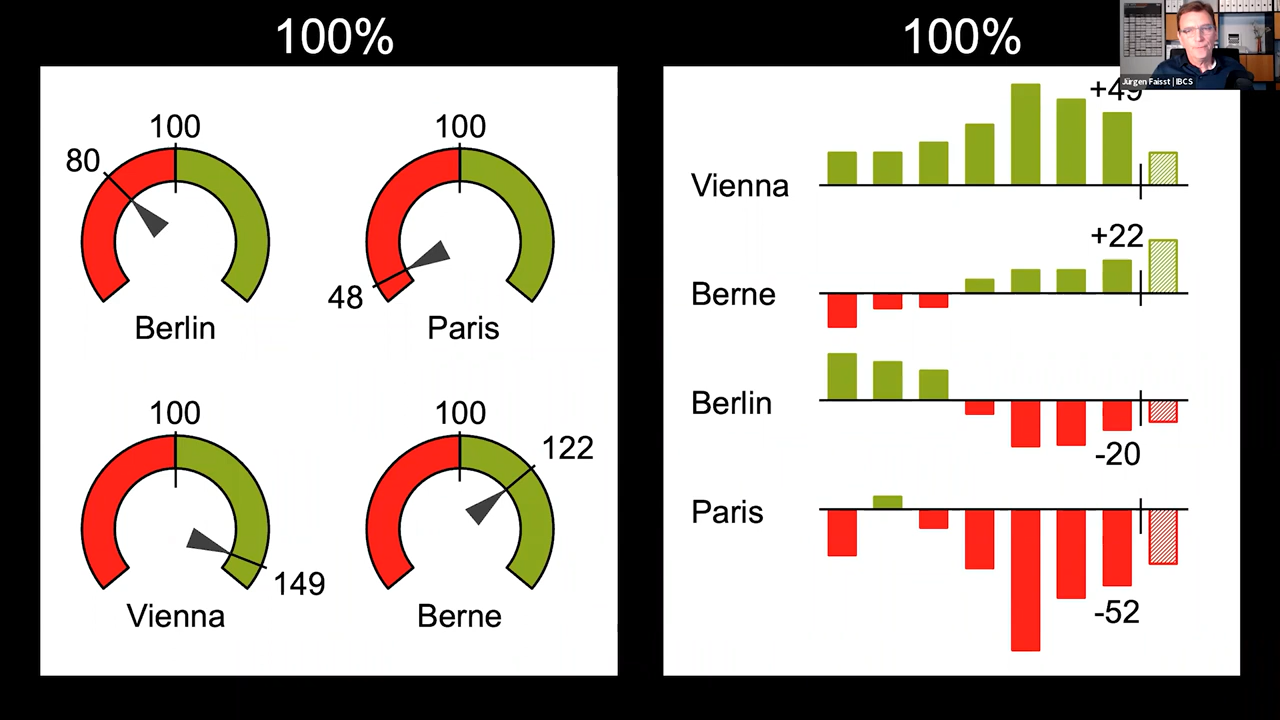 100%
100%
Jürgen Faisst | IBCS
100
80
Berlin
100
48
Paris
100
149
Vienna
100
122
Berne
+49
Vienna
+22
Berne
Berlin
-20
Paris
-52